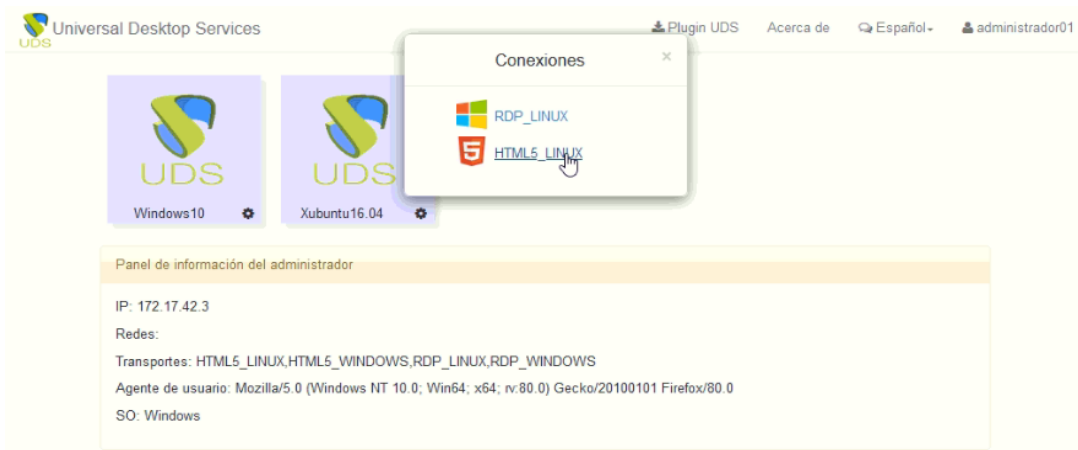 UDS
Universal Desktop Services
Plugin UDS
Acerca de
Español
administrador01
Conexiones
×
RDP_LINUX
HTML5_LINUX
UDS
Windows10
UDS
Xubuntu16.04
Panel de información del administrador
IP: 172.17.42.3
Redes:
Transportes: HTML5_LINUX,HTML5_WINDOWS,RDP_LINUX,RDP_WINDOWS
Agente de usuario: Mozilla/5.0 (Windows NT 10.0; Win64; x64; rv:80.0) Gecko/20100101 Firefox/80.0
SO: Windows